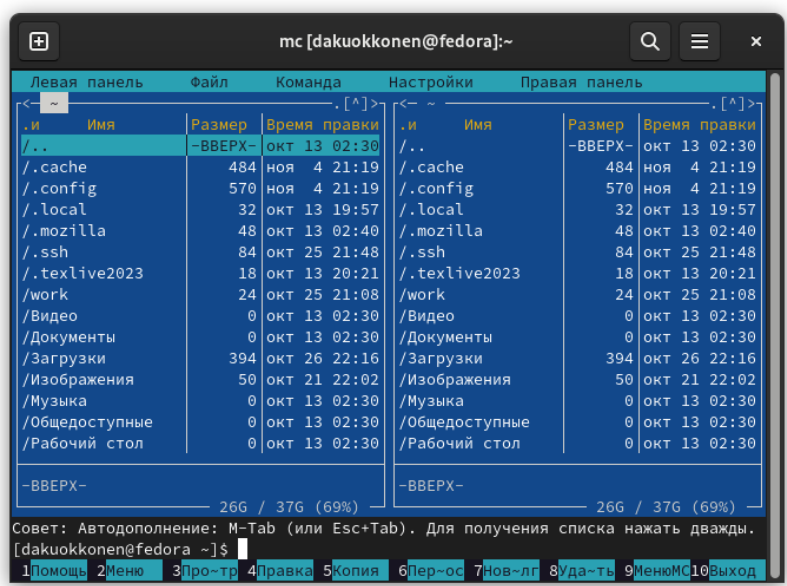 mc [dakuokkonen@fedora]:~
Левая панель Файл Команда Настройки Правая панель
<— ~ .[^]> <— ~ .[^]>
.и Имя Размер Время правки .и Имя Размер Время правки
/.. -ВВЕРХ- окт 13 02:30 /.. -ВВЕРХ- окт 13 02:30
/.cache 484 ноя 4 21:19 /.cache 484 ноя 4 21:19
/.config 570 ноя 4 21:19 /.config 570 ноя 4 21:19
/.local 32 окт 13 19:57 /.local 32 окт 13 19:57
/.mozilla 48 окт 13 02:40 /.mozilla 48 окт 13 02:40
/.ssh 84 окт 25 21:48 /.ssh 84 окт 25 21:48
/.texlive2023 18 окт 13 20:21 /.texlive2023 18 окт 13 20:21
/work 24 окт 25 21:08 /work 24 окт 25 21:08
/Видео 0 окт 13 02:30 /Видео 0 окт 13 02:30
/Документы 0 окт 13 02:30 /Документы 0 окт 13 02:30
/Загрузки 394 окт 26 22:16 /Загрузки 394 окт 26 22:16
/Изображения 50 окт 21 22:02 /Изображения 50 окт 21 22:02
/Музыка 0 окт 13 02:30 /Музыка 0 окт 13 02:30
/Общедоступные 0 окт 13 02:30 /Общедоступные 0 окт 13 02:30
/Рабочий стол 0 окт 13 02:30 /Рабочий стол 0 окт 13 02:30
-ВВЕРХ- -ВВЕРХ-
26G / 37G (69%) 26G / 37G (69%)
Совет: Автодополнение: M-Tab (или Esc+Tab). Для получения списка нажать дважды.
[dakuokkonen@fedora ~]$
1Помощь 2Меню 3Про~тр 4Правка 5Копия 6Пер~ос 7Нов~лг 8Уда~ть 9МенюMC 10Выход